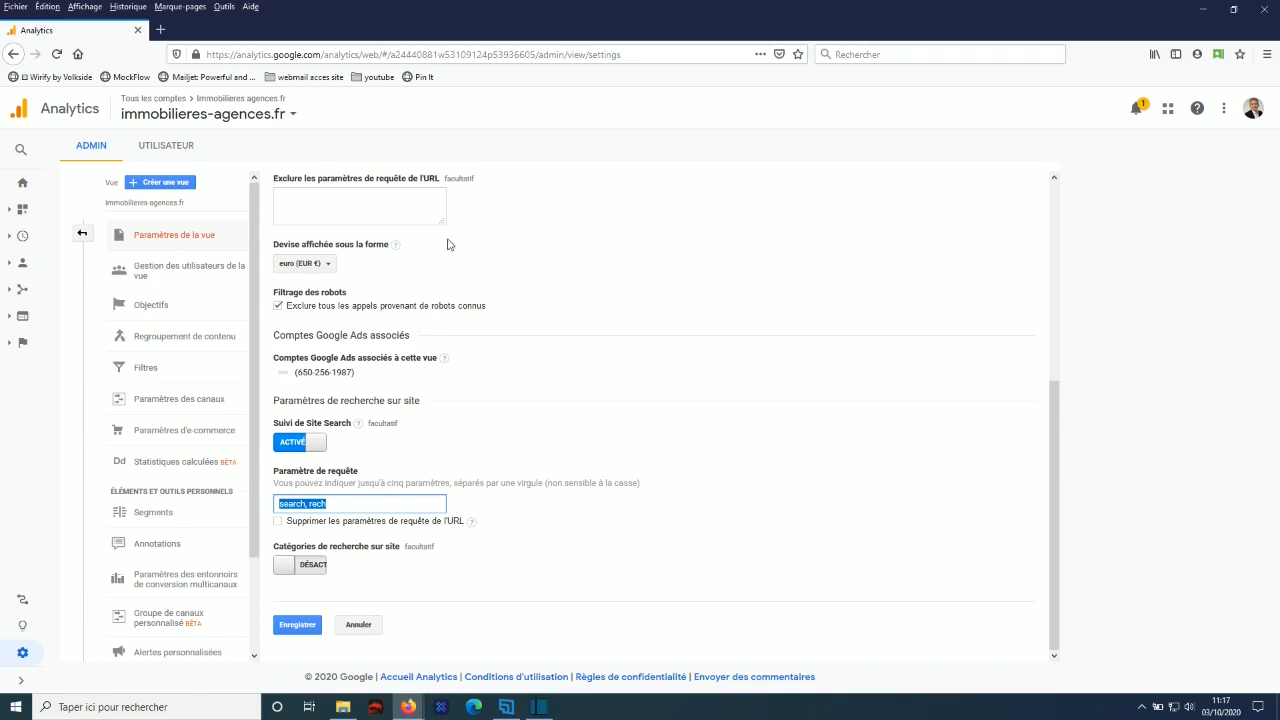 Fichier Édition Affichage Historique Marque-pages Outils Aide
Analytics
https://analytics.google.com/analytics/web/#/a24440881w53109124p53936605/admin/view/settings
Rechercher
Wirify by Volkside MockFlow Mailjet: Powerful and ... webmail acces site youtube Pin It
Analytics
Tous les comptes > Immobilieres agences.fr
immobilieres-agences.fr
1
ADMIN UTILISATEUR
Vue + Créer une vue
immobilieres-agences.fr
Paramètres de la vue
Gestion des utilisateurs de la
vue
Objectifs
Regroupement de contenu
Filtres
Paramètres des canaux
Paramètres d'e-commerce
Dd Statistiques calculées BÊTA
ÉLÉMENTS ET OUTILS PERSONNELS
Segments
Annotations
Paramètres des entonnoirs
de conversion multicanaux
Groupe de canaux
personnalisé BÊTA
Alertes personnalisées
Exclure les paramètres de requête de l'URL facultatif
Devise affichée sous la forme ?
euro (EUR €)
Filtrage des robots
Exclure tous les appels provenant de robots connus
Comptes Google Ads associés
Comptes Google Ads associés à cette vue ?
(650-256-1987)
Paramètres de recherche sur site
Suivi de Site Search ? facultatif
ACTIVÉ
Paramètre de requête
Vous pouvez indiquer jusqu'à cinq paramètres, séparés par une virgule (non sensible à la casse)
search, rech
Supprimer les paramètres de requête de l'URL ?
Catégories de recherche sur site facultatif
DÉSACT
Enregistrer Annuler
© 2020 Google | Accueil Analytics | Conditions d'utilisation | Règles de confidentialité | Envoyer des commentaires
Taper ici pour rechercher
11:17
03/10/2020